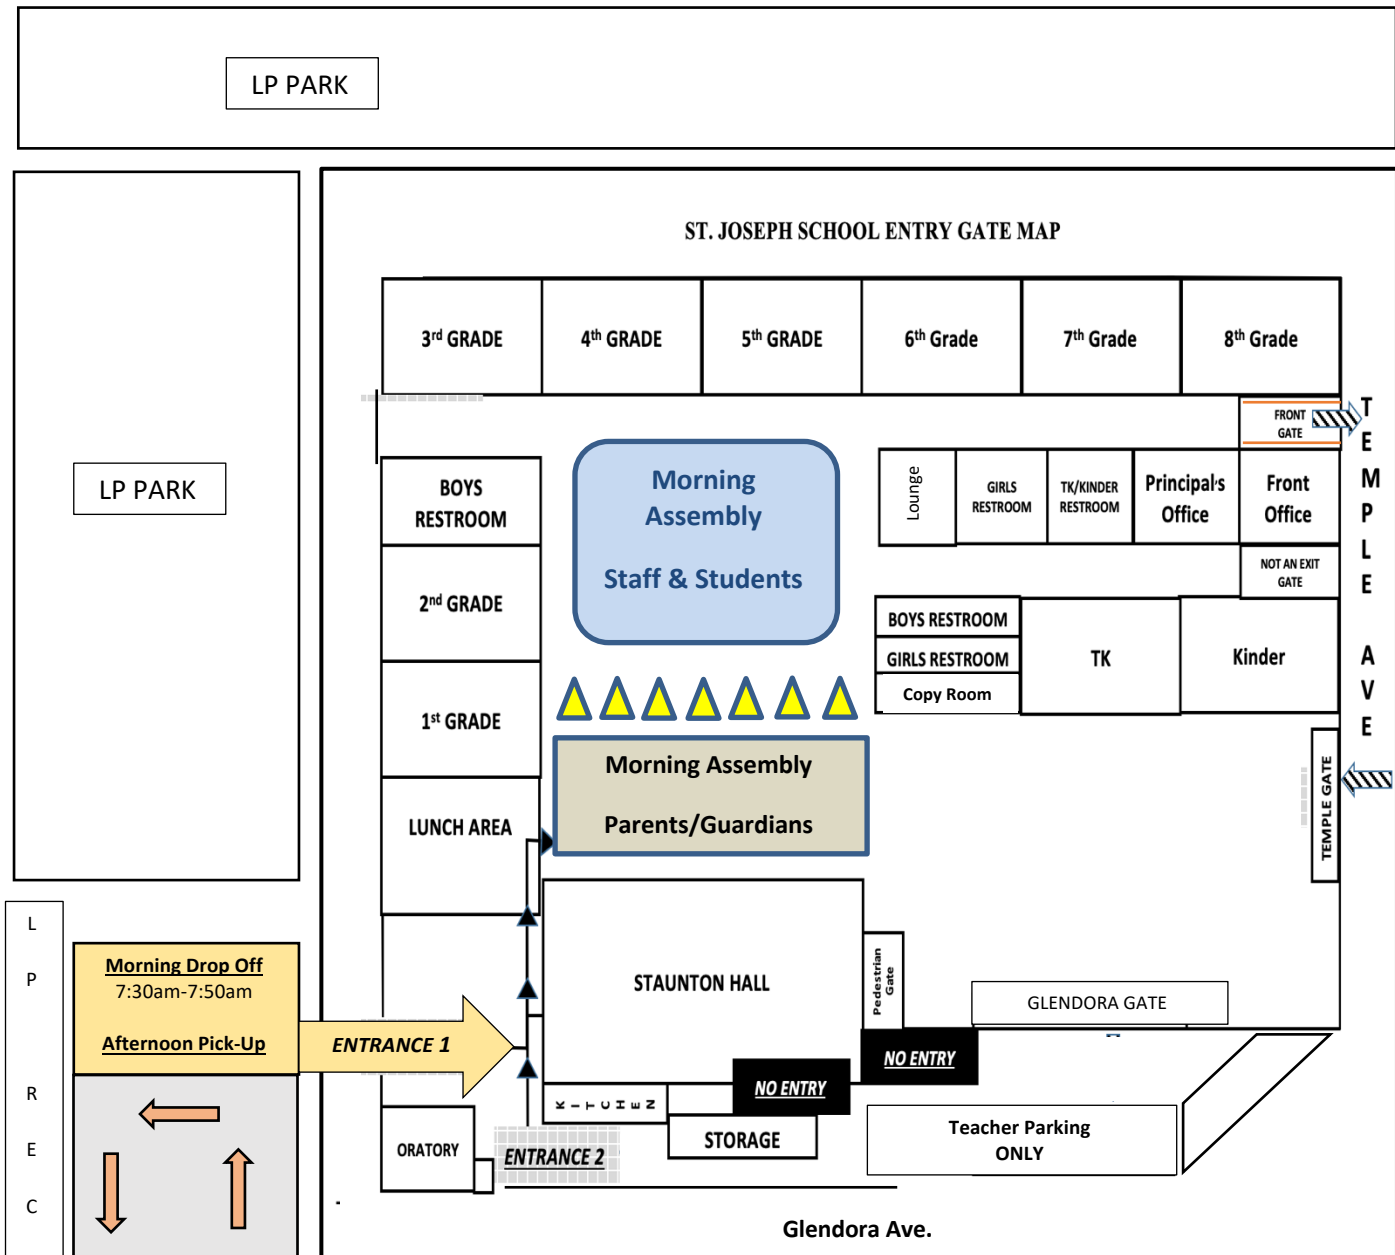 LP PARK
ST. JOSEPH SCHOOL ENTRY GATE MAP
3rd GRADE
4th GRADE
5th GRADE
6th Grade
7th Grade
8th Grade
FRONT
GATE
TEMPLE AVE
LP PARK
BOYS
RESTROOM
Morning
Assembly
Staff & Students
Lounge
GIRLS
RESTROOM
TK/KINDER
RESTROOM
Principal's
Office
Front
Office
NOT AN EXIT
GATE
2nd GRADE
BOYS RESTROOM
GIRLS RESTROOM
Copy Room
TK
Kinder
1st GRADE
Morning Assembly
Parents/Guardians
TEMPLE GATE
LUNCH AREA
LP REC
Morning Drop Off
7:30am-7:50am
Afternoon Pick-Up
ENTRANCE 1
STAUNTON HALL
Pedestrian
Gate
GLENDORA GATE
NO ENTRY
NO ENTRY
KITCHEN
STORAGE
Teacher Parking
ONLY
ORATORY
ENTRANCE 2
Glendora Ave.